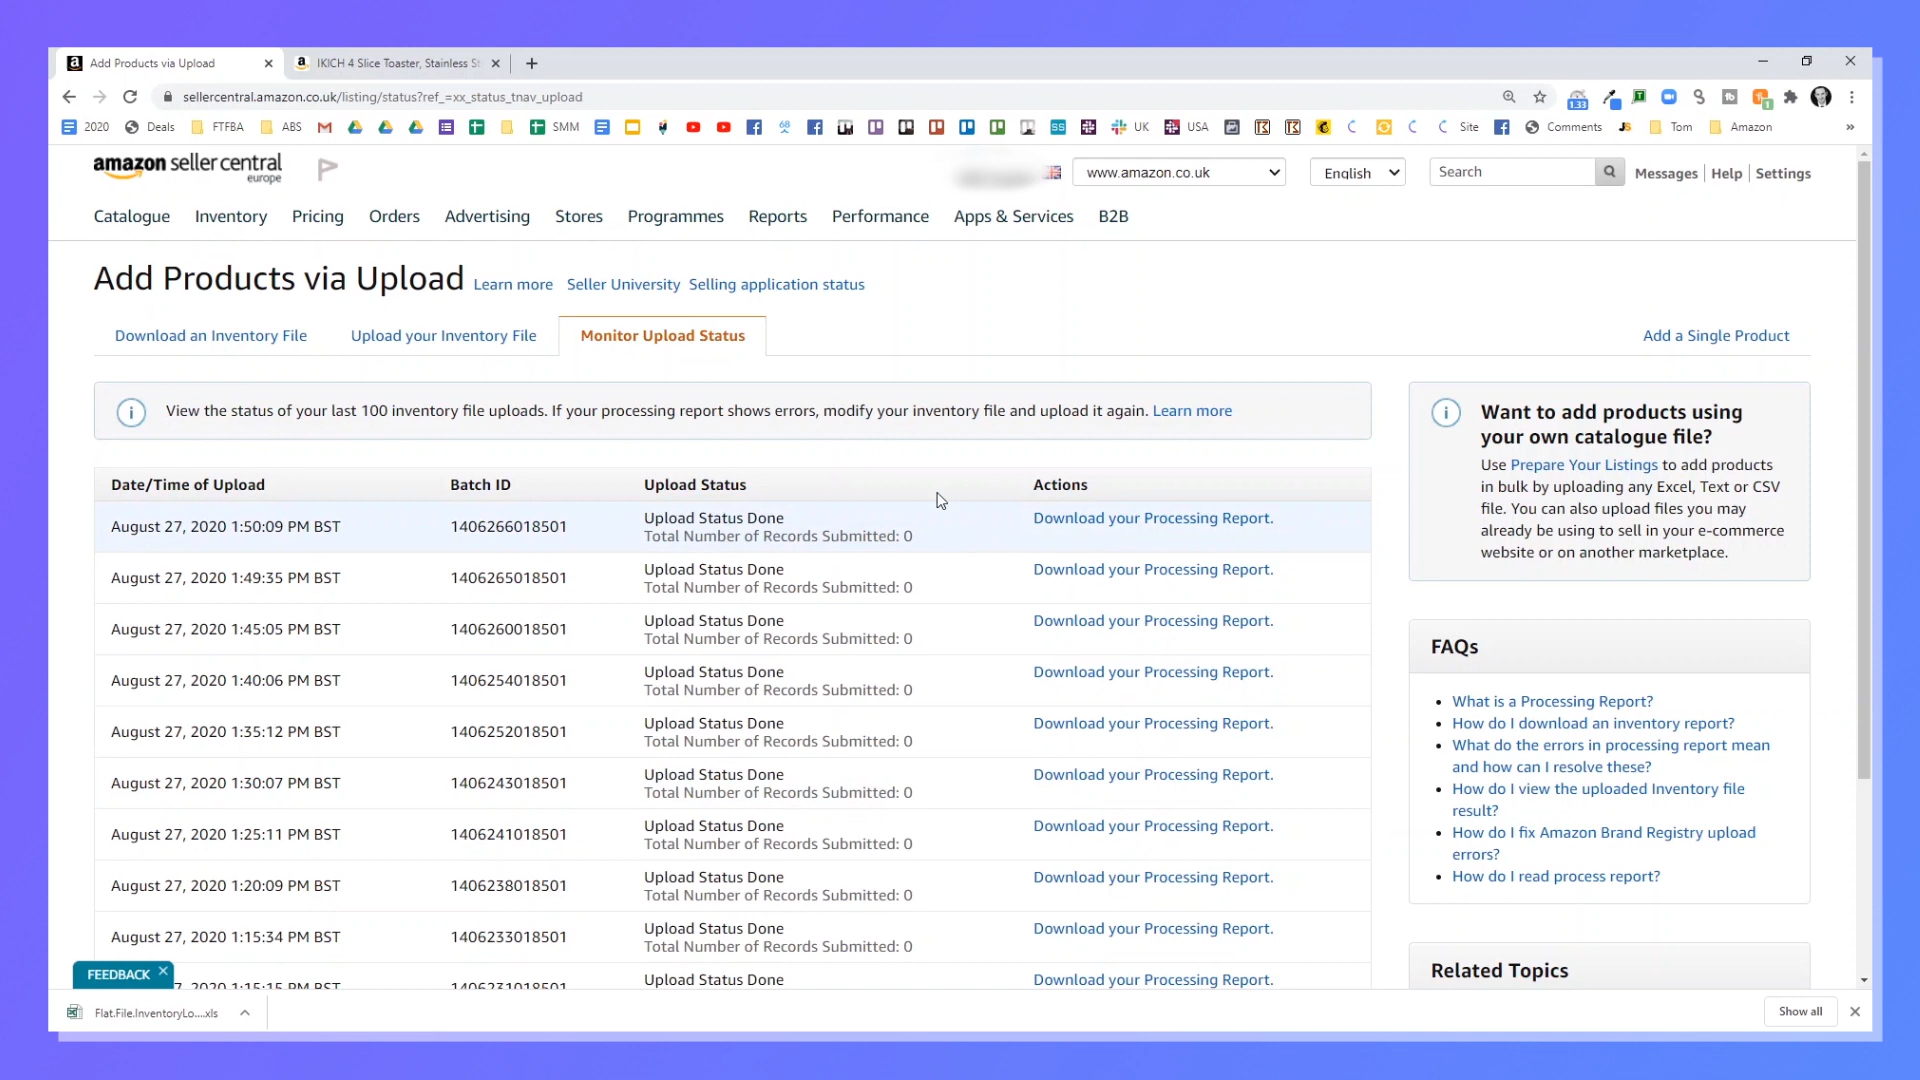 Add Products via Upload
IKICH 4 Slice Toaster, Stainless St
sellercentral.amazon.co.uk/listing/status?ref_=xx_status_tnav_upload
1.33
1
2020 Deals FTFBA ABS SMM 68 SS UK USA Site Comments JS Tom Amazon »
amazon seller central
europe
www.amazon.co.uk
English
Search
Messages | Help | Settings
Catalogue Inventory Pricing Orders Advertising Stores Programmes Reports Performance Apps & Services B2B
Add Products via Upload Learn more Seller University Selling application status
Download an Inventory File Upload your Inventory File Monitor Upload Status Add a Single Product
View the status of your last 100 inventory file uploads. If your processing report shows errors, modify your inventory file and upload it again. Learn more
Date/Time of Upload Batch ID Upload Status Actions
August 27, 2020 1:50:09 PM BST 1406266018501 Upload Status Done Download your Processing Report.
Total Number of Records Submitted: 0
August 27, 2020 1:49:35 PM BST 1406265018501 Upload Status Done Download your Processing Report.
Total Number of Records Submitted: 0
August 27, 2020 1:45:05 PM BST 1406260018501 Upload Status Done Download your Processing Report.
Total Number of Records Submitted: 0
August 27, 2020 1:40:06 PM BST 1406254018501 Upload Status Done Download your Processing Report.
Total Number of Records Submitted: 0
August 27, 2020 1:35:12 PM BST 1406252018501 Upload Status Done Download your Processing Report.
Total Number of Records Submitted: 0
August 27, 2020 1:30:07 PM BST 1406243018501 Upload Status Done Download your Processing Report.
Total Number of Records Submitted: 0
August 27, 2020 1:25:11 PM BST 1406241018501 Upload Status Done Download your Processing Report.
Total Number of Records Submitted: 0
August 27, 2020 1:20:09 PM BST 1406238018501 Upload Status Done Download your Processing Report.
Total Number of Records Submitted: 0
August 27, 2020 1:15:34 PM BST 1406233018501 Upload Status Done Download your Processing Report.
Total Number of Records Submitted: 0
7, 2020 1:15:15 PM BST 1406231018501 Upload Status Done Download your Processing Report.
Want to add products using
your own catalogue file?
Use Prepare Your Listings to add products
in bulk by uploading any Excel, Text or CSV
file. You can also upload files you may
already be using to sell in your e-commerce
website or on another marketplace.
FAQs
What is a Processing Report?
How do I download an inventory report?
What do the errors in processing report mean
and how can I resolve these?
How do I view the uploaded Inventory file
result?
How do I fix Amazon Brand Registry upload
errors?
How do I read process report?
Related Topics
FEEDBACK
Flat.File.InventoryLo....xls
Show all